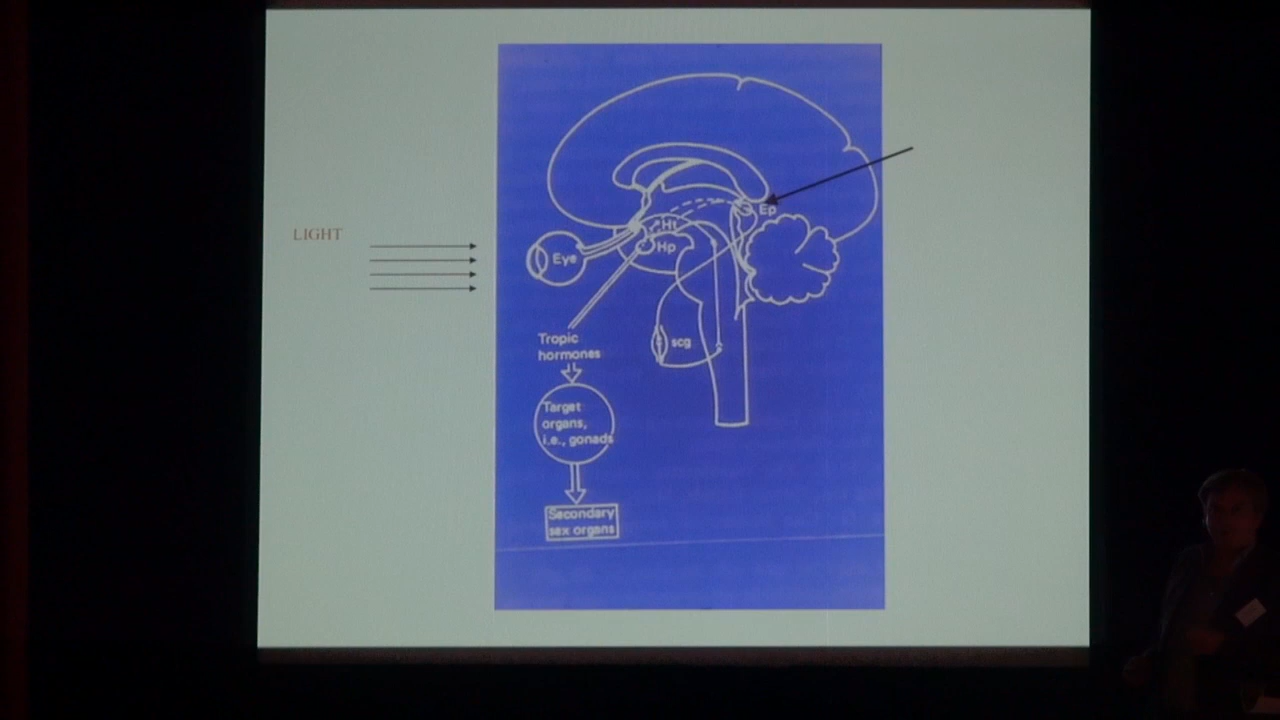 LIGHT
Ep
Ht
Hp
Eye
scg
Tropic
hormones
Target
organs,
i.e., gonads
Secondary
sex organs